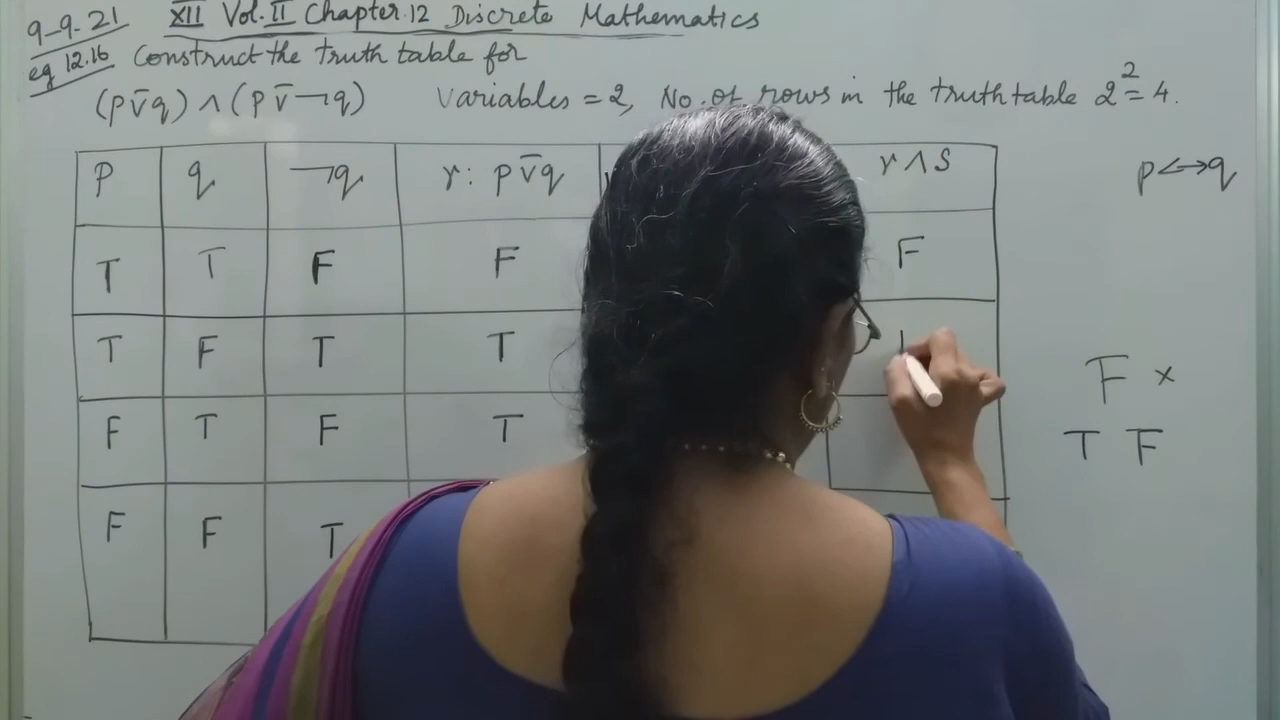 9-9-21 XII Vol. II Chapter.12 Discrete Mathematics
eg 12.16 Construct the truth table for
(p ⊽ q) ∧ (p ⊽ ¬q) Variables = 2, No. of rows in the truth table 2² = 4.
p q ¬q r: p ⊽ q r ∧ s p ↔ q
T T F F F
T F T T
F ×
F T F T T F
F F T